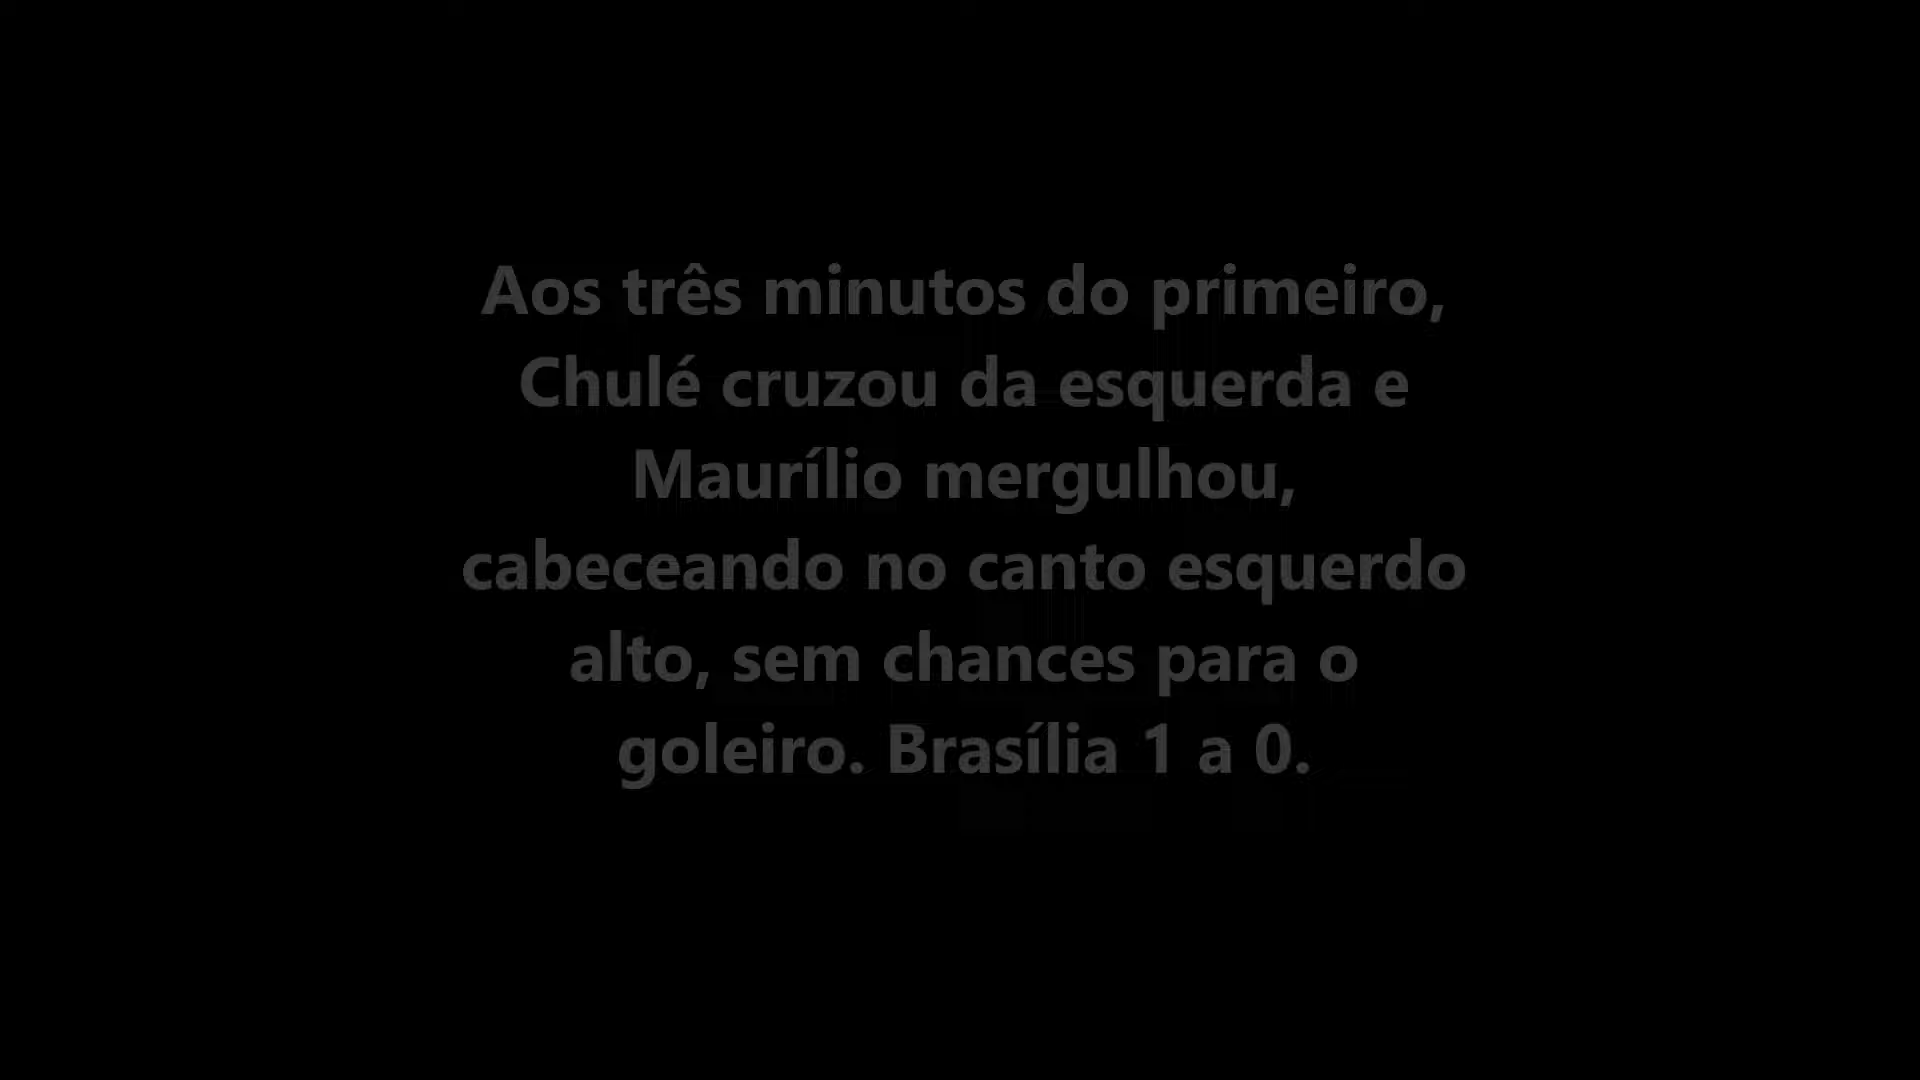 Aos três minutos do primeiro,
Chulé cruzou da esquerda e
Maurílio mergulhou,
cabeceando no canto esquerdo
alto, sem chances para o
goleiro. Brasília 1 a 0.